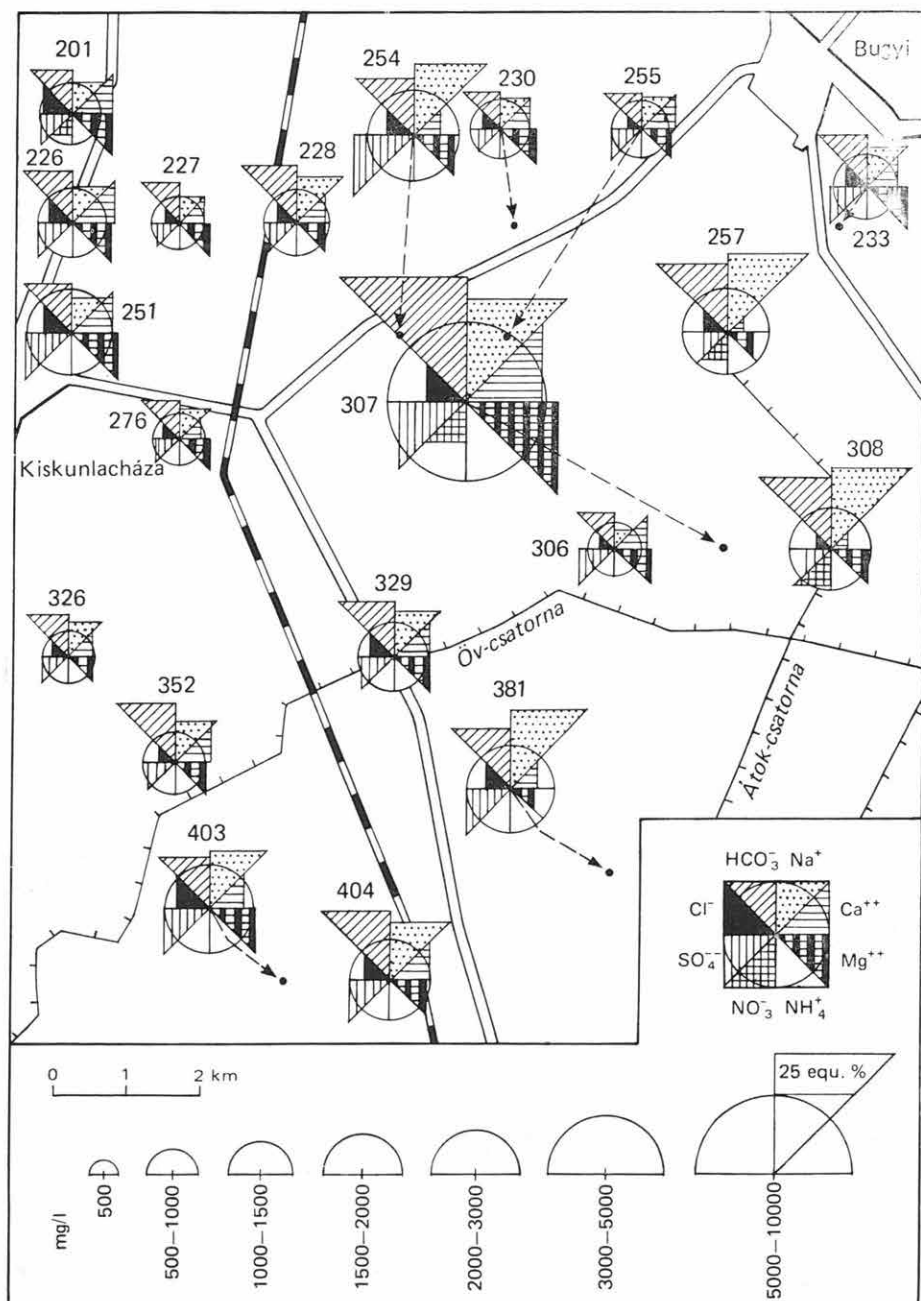 201
254
230
255
Bugyi
226
227
228
233
257
251
307
276
Kiskunlacháza
308
306
326
329
Öv-csatorna
352
381
Átok-csatorna
403
404
HCO₃⁻ Na⁺
Cl⁻ Ca⁺⁺
SO₄⁻⁻ Mg⁺⁺
NO₃⁻ NH₄⁺
0 1 2 km
25 equ. %
mg/l
500
500–1000
1000–1500
1500–2000
2000–3000
3000–5000
5000–10000